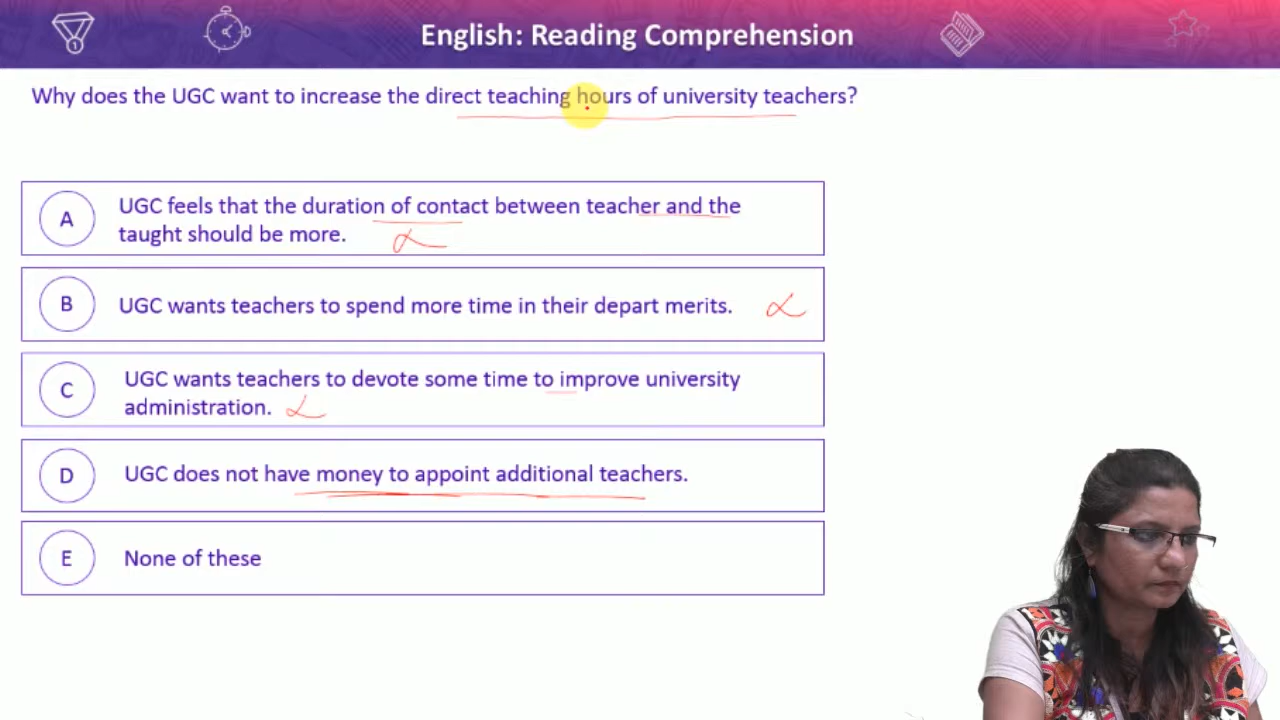 English: Reading Comprehension
Why does the UGC want to increase the direct teaching hours of university teachers?
A
UGC feels that the duration of contact between teacher and the
taught should be more.
B
UGC wants teachers to spend more time in their depart merits.
C
UGC wants teachers to devote some time to improve university
administration.
D
UGC does not have money to appoint additional teachers.
E
None of these